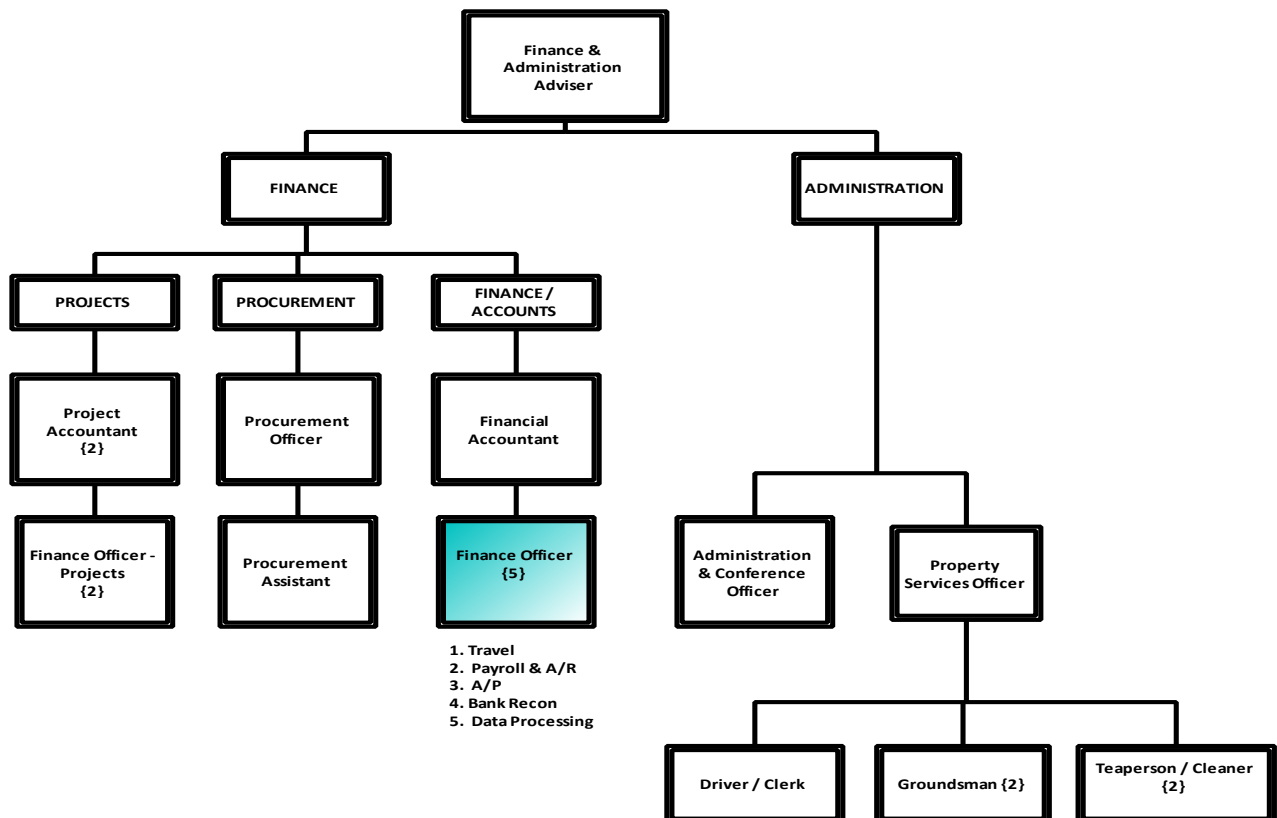 Finance &
Administration
Adviser
FINANCE
ADMINISTRATION
PROJECTS
PROCUREMENT
FINANCE /
ACCOUNTS
Project
Accountant
{2}
Procurement
Officer
Financial
Accountant
Finance Officer -
Projects
{2}
Procurement
Assistant
Finance Officer
{5}
Administration
& Conference
Officer
Property
Services Officer
1. Travel
2. Payroll & A/R
3. A/P
4. Bank Recon
5. Data Processing
Driver / Clerk
Groundsman {2}
Teaperson / Cleaner
{2}